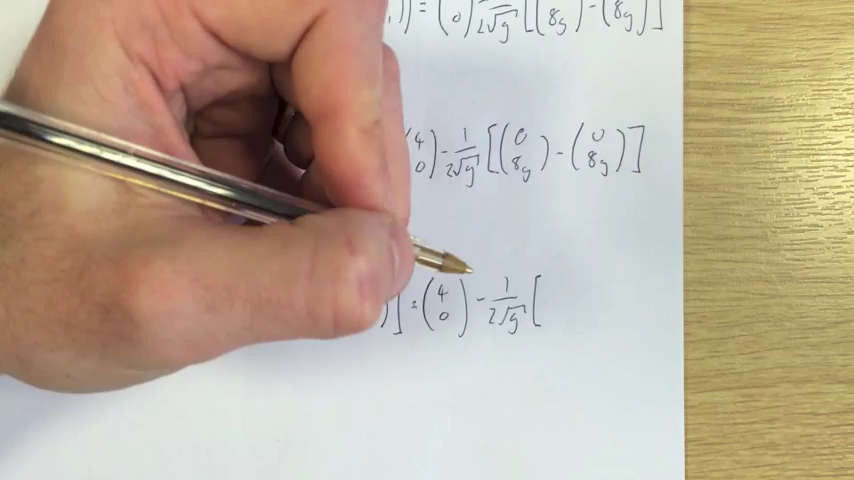 )] = ( 0 ) 1/2√g [( 8g ) - ( 8g )]
(4 0) - 1/2√g [(0 8g) - (0 8g)]
)] = (4 0) - 1/2√g [